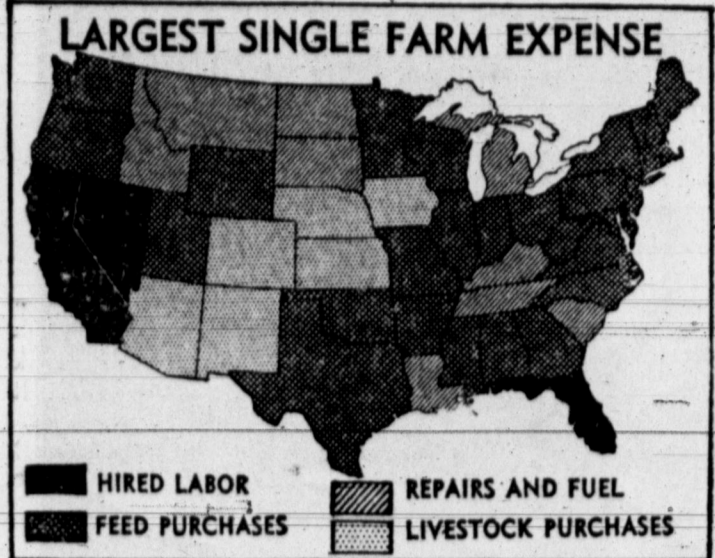 LARGEST SINGLE FARM EXPENSE
HIRED LABOR
FEED PURCHASES
REPAIRS AND FUEL
LIVESTOCK PURCHASES